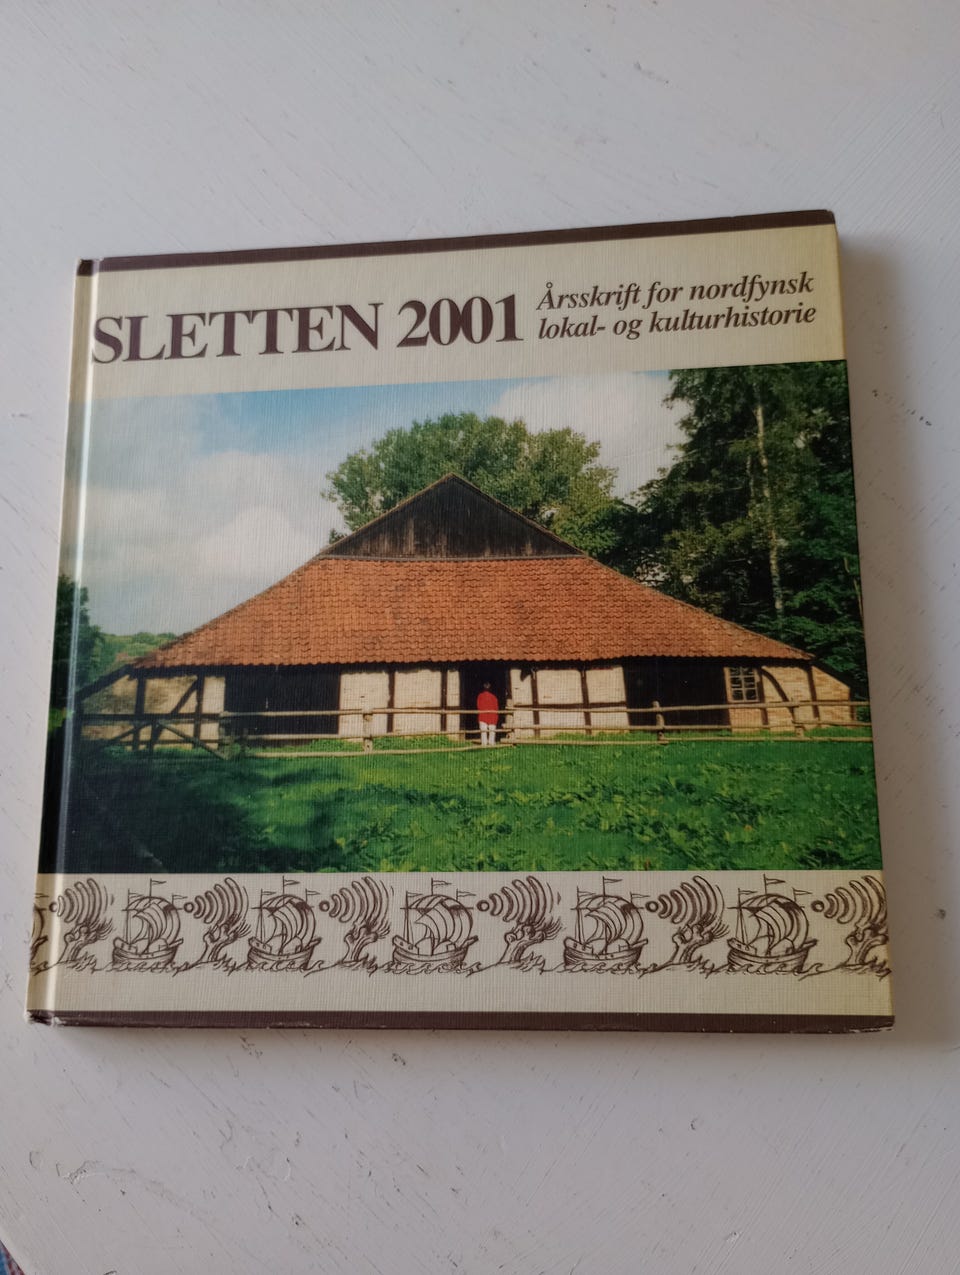 SLETTEN 2001
Årsskrift for nordfynsk
lokal- og kulturhistorie